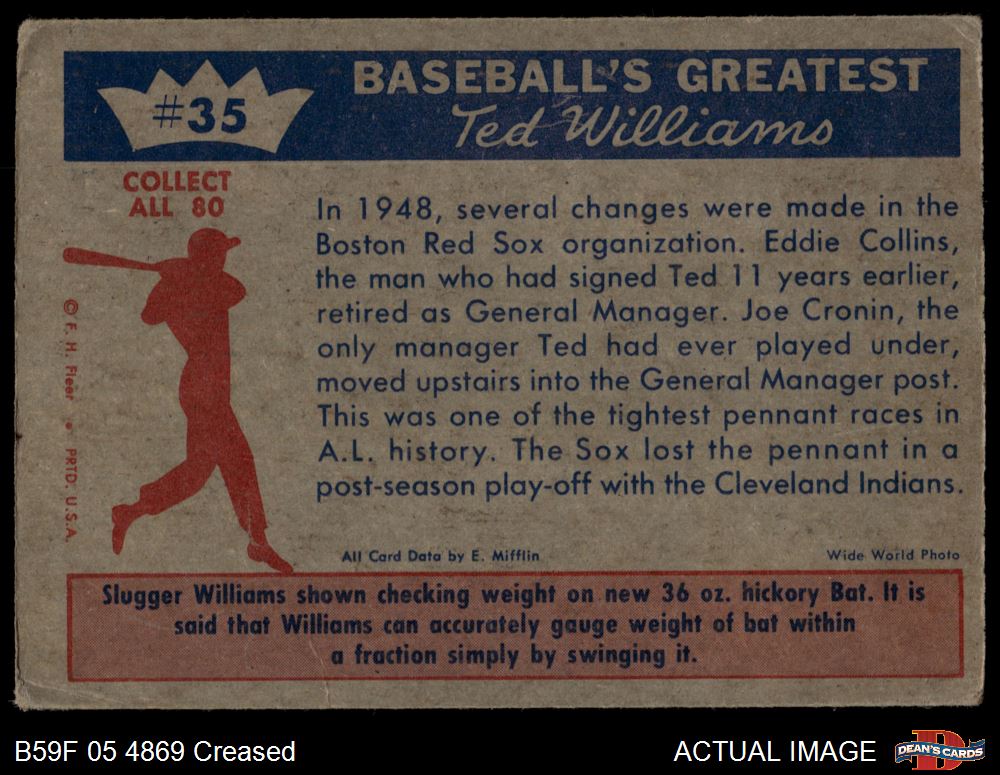 #35
BASEBALL'S GREATEST
Ted Williams
COLLECT
ALL 80
In 1948, several changes were made in the
Boston Red Sox organization. Eddie Collins,
the man who had signed Ted 11 years earlier,
retired as General Manager. Joe Cronin, the
only manager Ted had ever played under,
moved upstairs into the General Manager post.
This was one of the tightest pennant races in
A.L. history. The Sox lost the pennant in a
post-season play-off with the Cleveland Indians.
© F. H. Fleer • PRTD. U.S.A.
All Card Data by E. Mifflin
Wide World Photo
Slugger Williams shown checking weight on new 36 oz. hickory Bat. It is
said that Williams can accurately gauge weight of bat within
a fraction simply by swinging it.
B59F 05 4869 Creased
ACTUAL IMAGE
DEAN'S CARDS